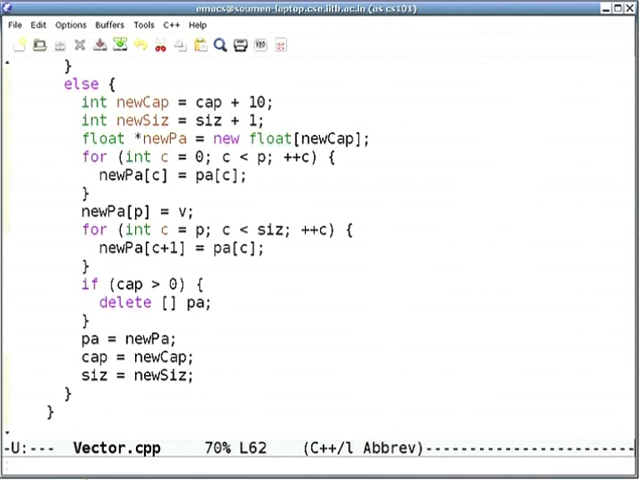 emacs@soumen-laptop.cse.iitb.ac.in (as cs101)
File Edit Options Buffers Tools C++ Help
}
else {
int newCap = cap + 10;
int newSiz = siz + 1;
float *newPa = new float[newCap];
for (int c = 0; c < p; ++c) {
newPa[c] = pa[c];
}
newPa[p] = v;
for (int c = p; c < siz; ++c) {
newPa[c+1] = pa[c];
}
if (cap > 0) {
delete [] pa;
}
pa = newPa;
cap = newCap;
siz = newSiz;
}
}
-U:--- Vector.cpp 70% L62 (C++/l Abbrev)-----------------------